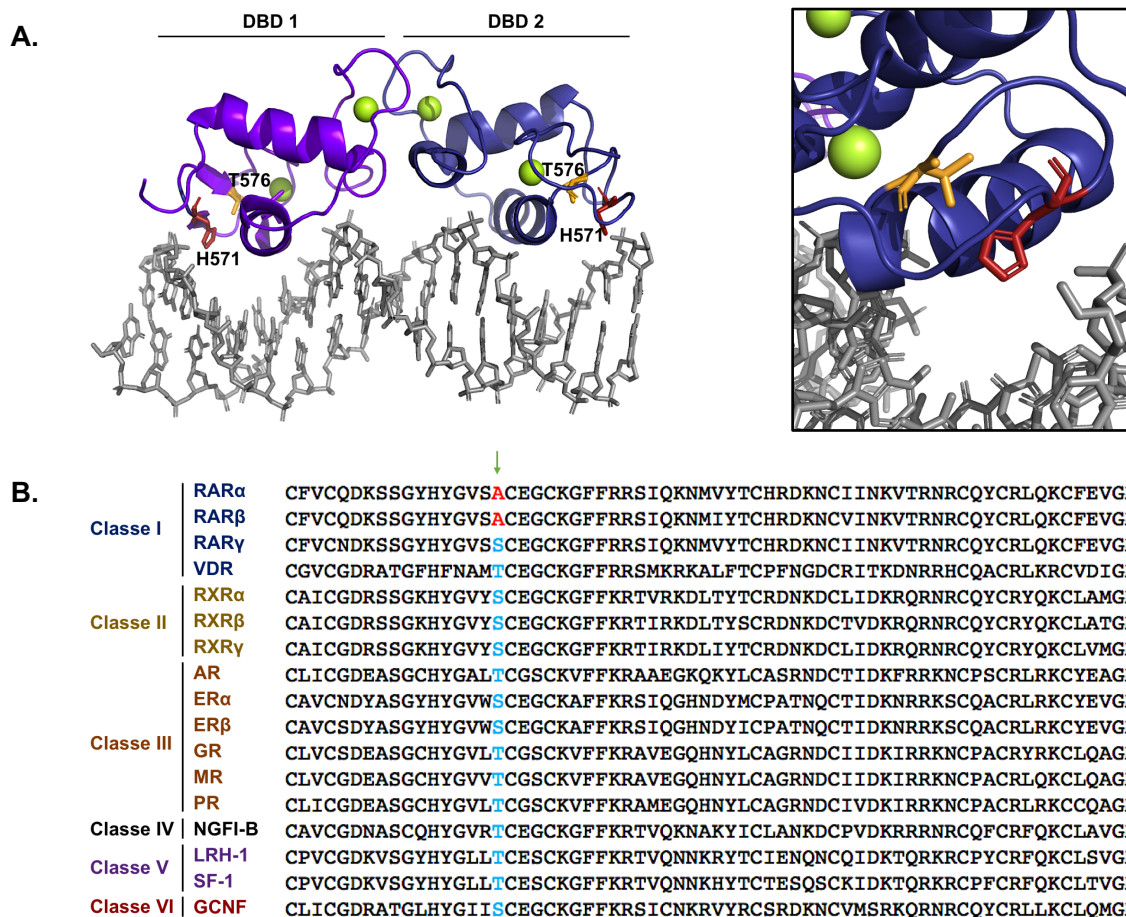 A.
DBD 1 DBD 2
T576 T576
H571 H571
B.
Classe I
RARα CFVCQDKSSGYHYGVSACEGCKGFFRRSIQKNMVYTCHRDKNCIINKVTRNRCQYCRLQKCFEVG
RARβ CFVCQDKSSGYHYGVSACEGCKGFFRRSIQKNMIYTCHRDKNCVINKVTRNRCQYCRLQKCFEVG
RARγ CFVCNDKSSGYHYGVSSCEGCKGFFRRSIQKNMVYTCHRDKNCIINKVTRNRCQYCRLQKCFEVG
VDR CGVCGDRATGFHFNAMTCEGCKGFFRRSMKRKALFTCPFNGDCRITKDNRRHCQACRLKRCVDIG
Classe II
RXRα CAICGDRSSGKHYGVYSCEGCKGFFKRTVRKDLTYTCRDNKDCLIDKRQRNRCQYCRYQKCLAMG
RXRβ CAICGDRSSGKHYGVYSCEGCKGFFKRTIRKDLTYSCRDNKDCTVDKRQRNRCQYCRYQKCLATG
RXRγ CAICGDRSSGKHYGVYSCEGCKGFFKRTIRKDLIYTCRDNKDCLIDKRQRNRCQYCRYQKCLVMG
Classe III
AR CLICGDEASGCHYGALTCGSCKVFFKRAAEGKQKYLCASRNDCTIDKFRRKNCPSCRLRKCYEAG
ERα CAVCNDYASGYHYGVWSCEGCKAFFKRSIQGHNDYMCPATNQCTIDKNRRKSCQACRLRKCYEVG
ERβ CAVCSDYASGYHYGVWSCEGCKAFFKRSIQGHNDYICPATNQCTIDKNRRKSCQACRLRKCYEVG
GR CLVCSDEASGCHYGVLTCGSCKVFFKRAVEGQHNYLCAGRNDCIIDKIRRKNCPACRYRKCLQAG
MR CLVCGDEASGCHYGVVTCGSCKVFFKRAVEGQHNYLCAGRNDCIIDKIRRKNCPACRLQKCLQAG
PR CLICGDEASGCHYGVLTCGSCKVFFKRAMEGQHNYLCAGRNDCIVDKIRRKNCPACRLRKCCQAG
Classe IV NGFI-B CAVCGDNASCQHYGVRTCEGCKGFFKRTVQKNAKYICLANKDCPVDKRRRNRCQFCRFQKCLAVG
Classe V
LRH-1 CPVCGDKVSGYHYGLLTCESCKGFFKRTVQNNKRYTCIENQNCQIDKTQRKRCPYCRFQKCLSVG
SF-1 CPVCGDKVSGYHYGLLTCESCKGFFKRTVQNNKHYTCTESQSCKIDKTQRKRCPFCRFQKCLTVG
Classe VI GCNF CLICGDRATGLHYGIISCEGCKGFFKRSICNKRVYRCSRDKNCVMSRKQRNRCQYCRLLKCLQMG